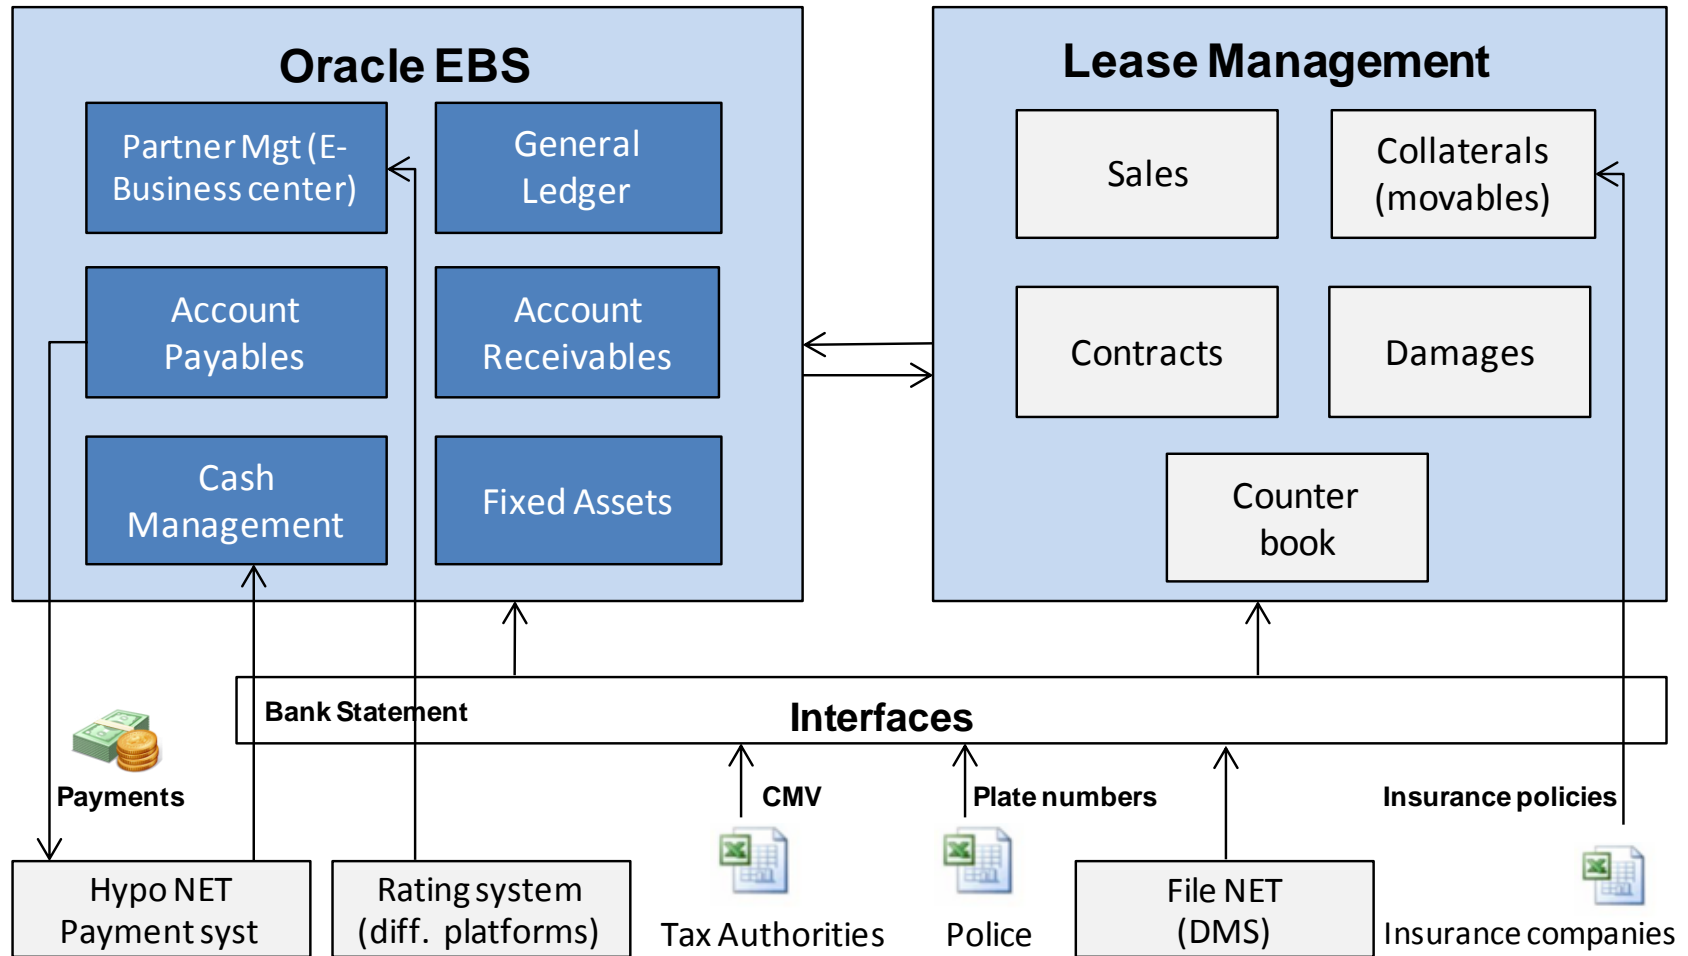 Oracle EBS
Partner Mgt (E-
Business center)
General
Ledger
Account
Payables
Account
Receivables
Cash
Management
Fixed Assets
Lease Management
Sales
Collaterals
(movables)
Contracts
Damages
Counter
book
Bank Statement
Interfaces
Payments
CMV
Plate numbers
Insurance policies
Hypo NET
Payment syst
Rating system
(diff. platforms)
Tax Authorities
Police
File NET
(DMS)
Insurance companies